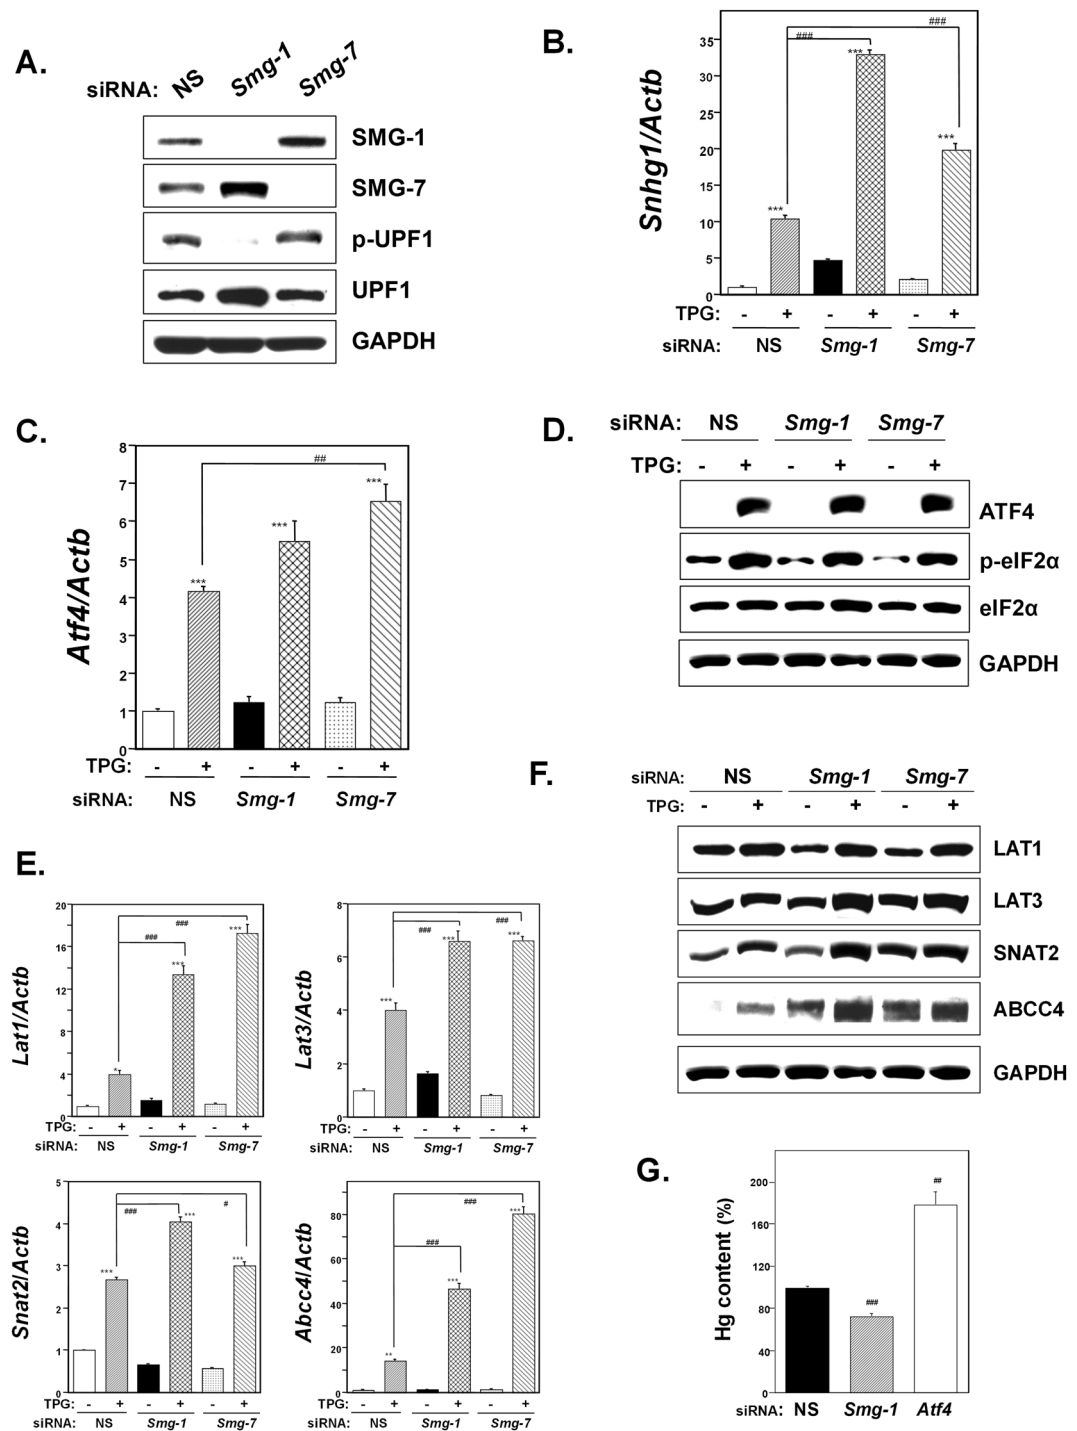 A.
siRNA: NS Smg-1 Smg-7
SMG-1
SMG-7
p-UPF1
UPF1
GAPDH
B.
Snhg1/Actb
35
30
25
20
15
10
5
0
***
***
***
###
###
TPG: - + - + - +
siRNA: NS Smg-1 Smg-7
C.
Atf4/Actb
8
7
6
5
4
3
2
1
0
***
***
***
##
TPG: - + - + - +
siRNA: NS Smg-1 Smg-7
D.
siRNA: NS Smg-1 Smg-7
TPG: - + - + - +
ATF4
p-eIF2α
eIF2α
GAPDH
E.
Lat1/Actb
20
16
12
8
4
0
*
***
***
###
###
TPG: - + - + - +
siRNA: NS Smg-1 Smg-7
Lat3/Actb
8
6
4
2
0
***
***
***
###
###
TPG: - + - + - +
siRNA: NS Smg-1 Smg-7
Snat2/Actb
5
4
3
2
1
0
***
***
***
###
#
TPG: - + - + - +
siRNA: NS Smg-1 Smg-7
Abcc4/Actb
80
60
40
20
0
**
***
***
###
###
TPG: - + - + - +
siRNA: NS Smg-1 Smg-7
F.
siRNA: NS Smg-1 Smg-7
TPG: - + - + - +
LAT1
LAT3
SNAT2
ABCC4
GAPDH
G.
Hg content (%)
200
160
120
80
40
0
###
##
siRNA: NS Smg-1 Atf4